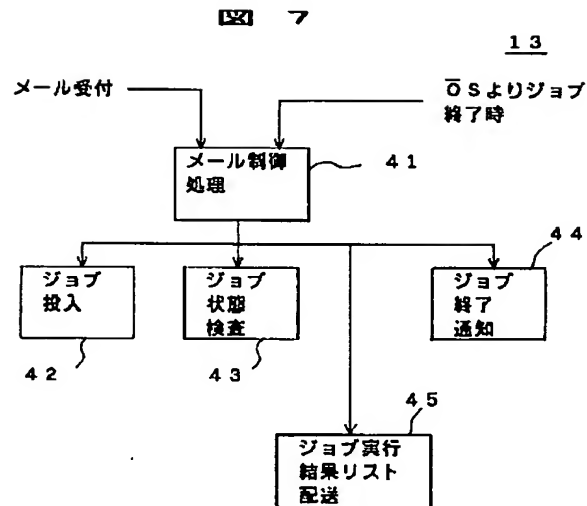 図 7
13
メール受付
OSよりジョブ
終了時
メール制御
処理
41
44
ジョブ
投入
ジョブ
状態
検査
ジョブ
終了
通知
42
43
45
ジョブ実行
結果リスト
配送